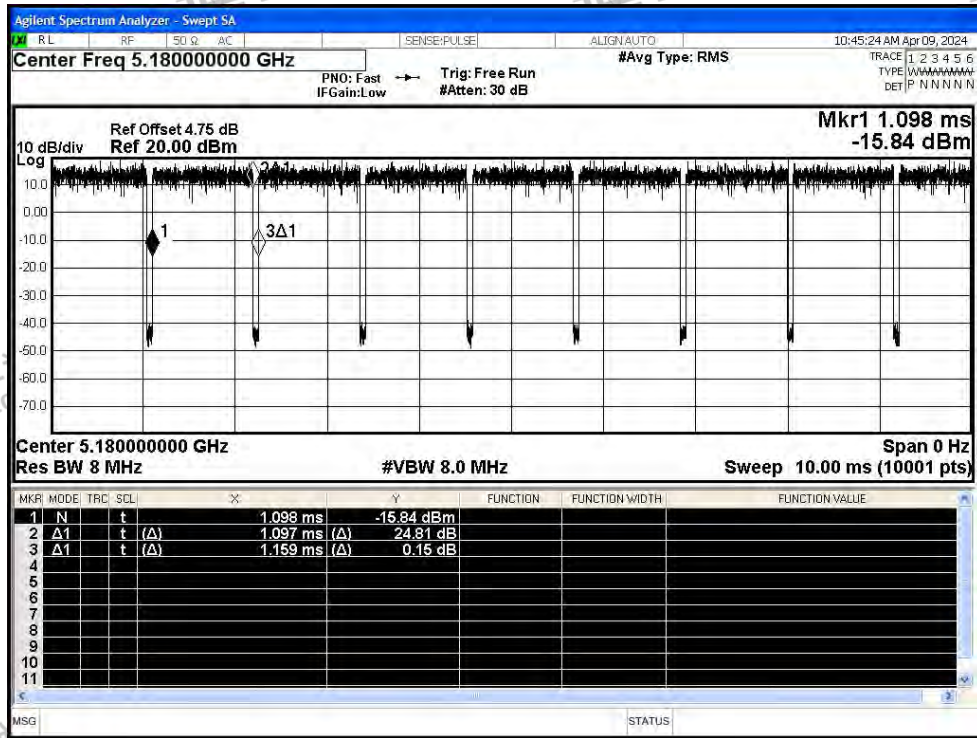 Agilent Spectrum Analyzer - Swept SA
LXI RL RF 50 Ω AC SENSE:PULSE ALIGN AUTO 10:45:24 AM Apr 09, 2024
Center Freq 5.180000000 GHz
PNO: Fast
IFGain:Low
Trig: Free Run
#Atten: 30 dB
#Avg Type: RMS
TRACE 1 2 3 4 5 6
TYPE WWWWWW
DET P N N N N N
Mkr1 1.098 ms
-15.84 dBm
Ref Offset 4.75 dB
10 dB/div Ref 20.00 dBm
Log
10.0
0.00
-10.0
-20.0
-30.0
-40.0
-50.0
-60.0
-70.0
2Δ1
1
3Δ1
Center 5.180000000 GHz Span 0 Hz
Res BW 8 MHz #VBW 8.0 MHz Sweep 10.00 ms (10001 pts)
MKR MODE TRC SCL X Y FUNCTION FUNCTION WIDTH FUNCTION VALUE
1 N t 1.098 ms -15.84 dBm
2 Δ1 t (Δ) 1.097 ms (Δ) 24.81 dB
3 Δ1 t (Δ) 1.159 ms (Δ) 0.15 dB
4
5
6
7
8
9
10
11
MSG STATUS